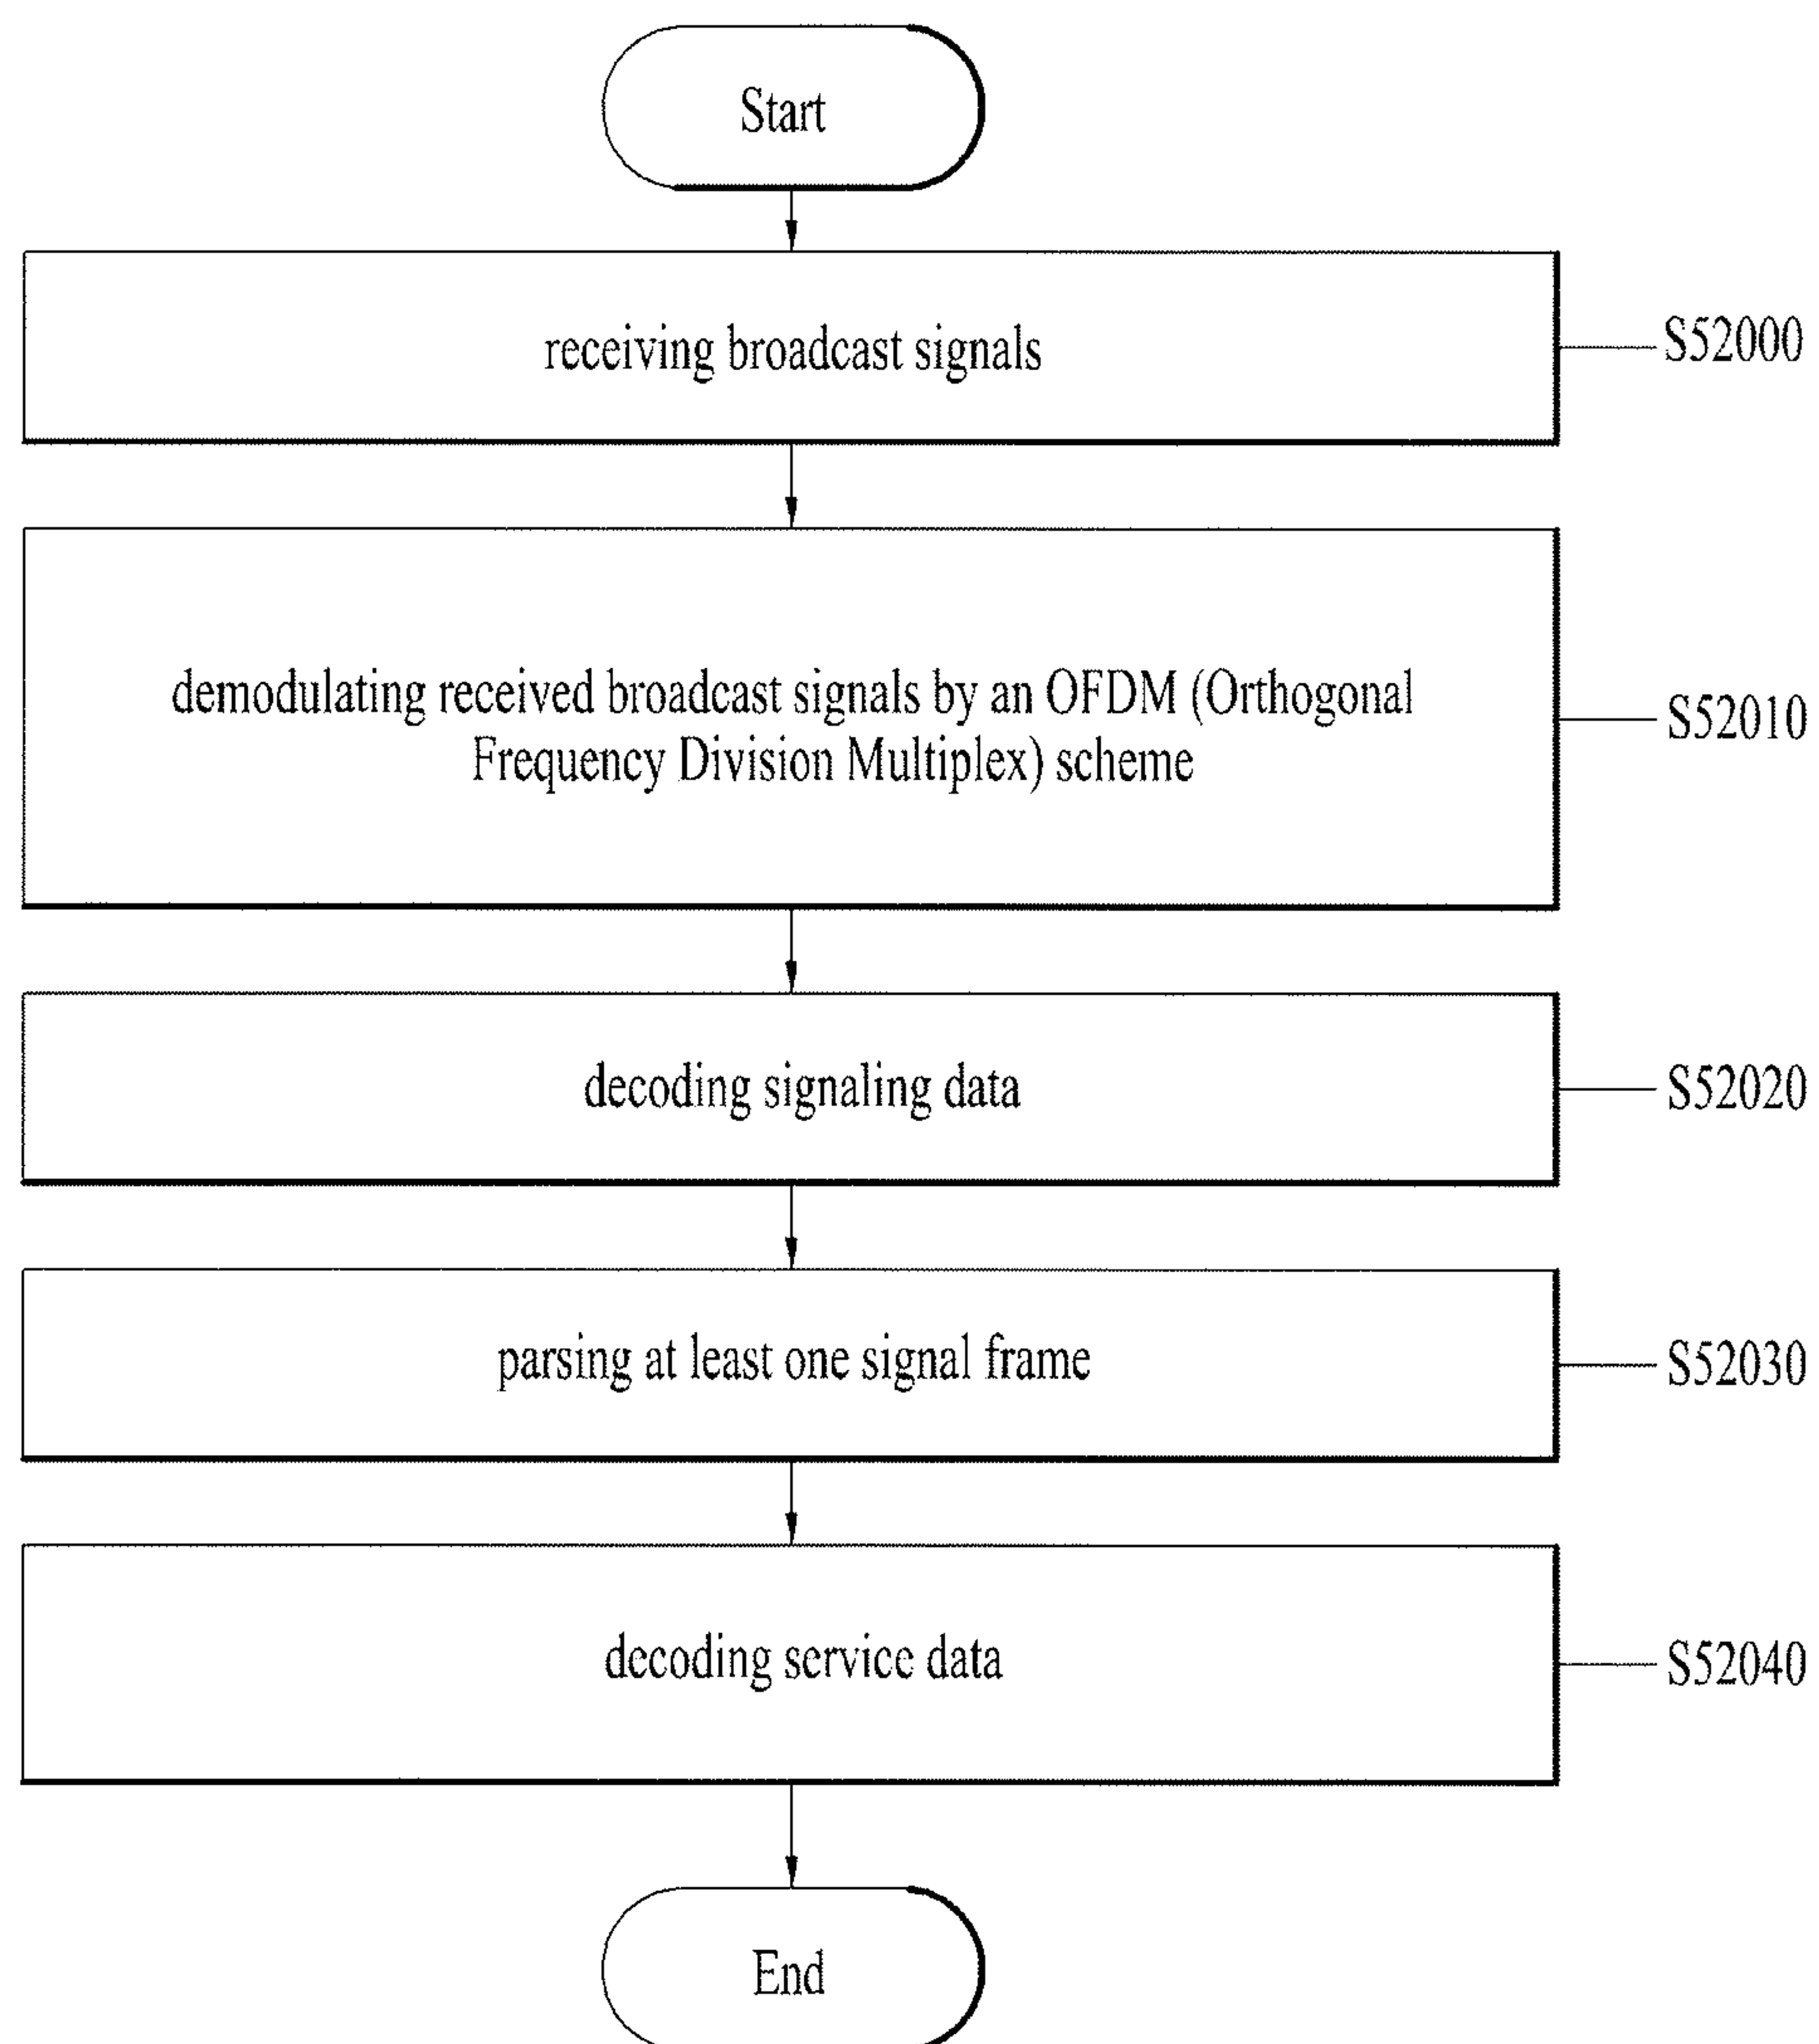 Start
receiving broadcast signals
S52000
demodulating received broadcast signals by an OFDM (Orthogonal
Frequency Division Multiplex) scheme
S52010
decoding signaling data
S52020
parsing at least one signal frame
S52030
decoding service data
S52040
End